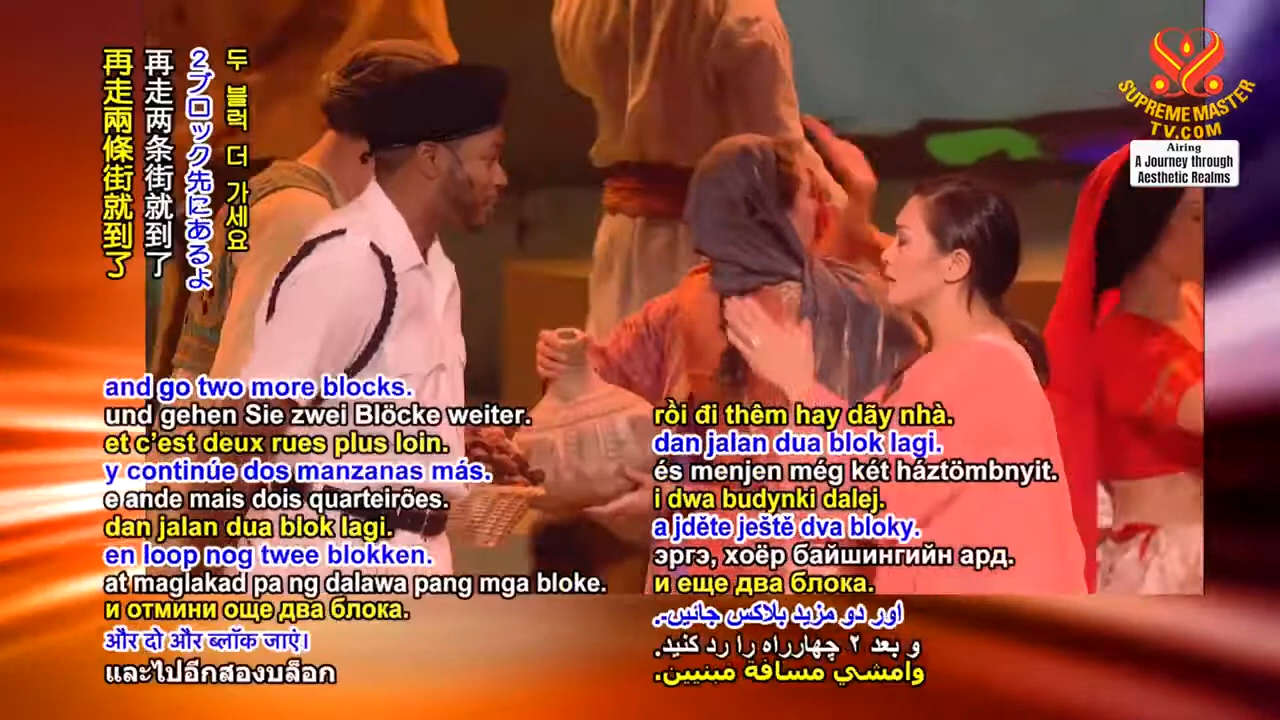 再走兩條街就到了
再走两条街就到了
2ブロック先にあるよ
두 블럭 더 가세요
SUPREME MASTER
TV.COM
Airing
A Journey through
Aesthetic Realms
and go two more blocks.
und gehen Sie zwei Blöcke weiter.
et c’est deux rues plus loin.
y continúe dos manzanas más.
e ande mais dois quarteirões.
dan jalan dua blok lagi.
en loop nog twee blokken.
at maglakad pa ng dalawa pang mga bloke.
и отмини още два блока.
और दो और ब्लॉक जाएं।
และไปอีกสองบล็อก
rồi đi thêm hay dãy nhà.
dan jalan dua blok lagi.
és menjen még két háztömbnyit.
i dwa budynki dalej.
a jděte ještě dva bloky.
эргэ, хоёр байшингийн ард.
и еще два блока.
اور دو مزید بلاکس جائیں-.
و بعد ۲ چهارراه را رد کنید.
وامشي مسافة مبنيين.